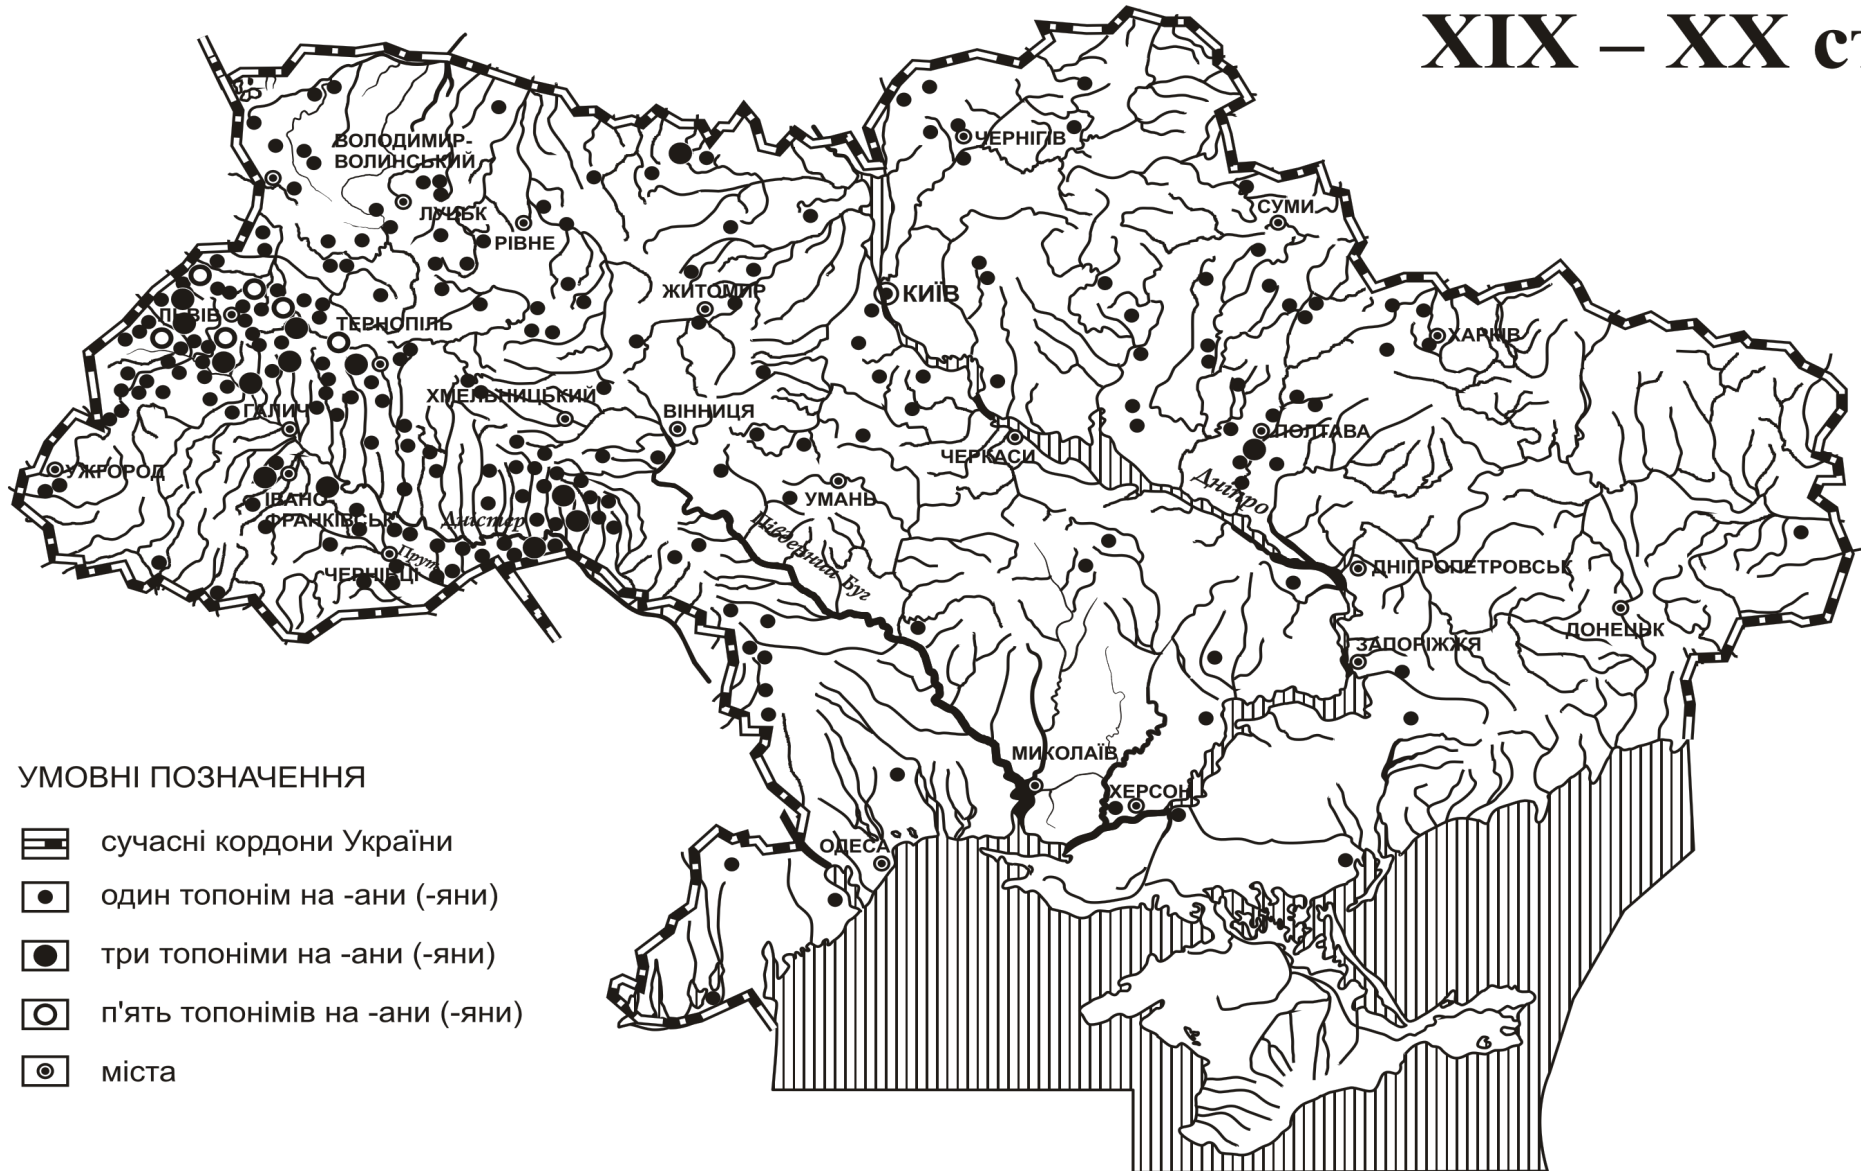 XIX – XX ст
ВОЛОДИМИР-
ВОЛИНСЬКИЙ
ЧЕРНІГІВ
ЛУЦЬК
СУМИ
РІВНЕ
ЖИТОМИР
КИЇВ
ЛЬВІВ
ТЕРНОПІЛЬ
ХАРКІВ
ХМЕЛЬНИЦЬКИЙ
ГАЛИЧ
ВІННИЦЯ
ПОЛТАВА
ЧЕРКАСИ
УЖГОРОД
ІВАНО-
ФРАНКІВСЬК
УМАНЬ
Дніпро
Дністер
Південний Буг
Прут
ЧЕРНІВЦІ
ДНІПРОПЕТРОВСЬК
ДОНЕЦЬК
ЗАПОРІЖЖЯ
МИКОЛАЇВ
ХЕРСОН
ОДЕСА
УМОВНІ ПОЗНАЧЕННЯ
сучасні кордони України
один топонім на -ани (-яни)
три топоніми на -ани (-яни)
п'ять топонімів на -ани (-яни)
міста